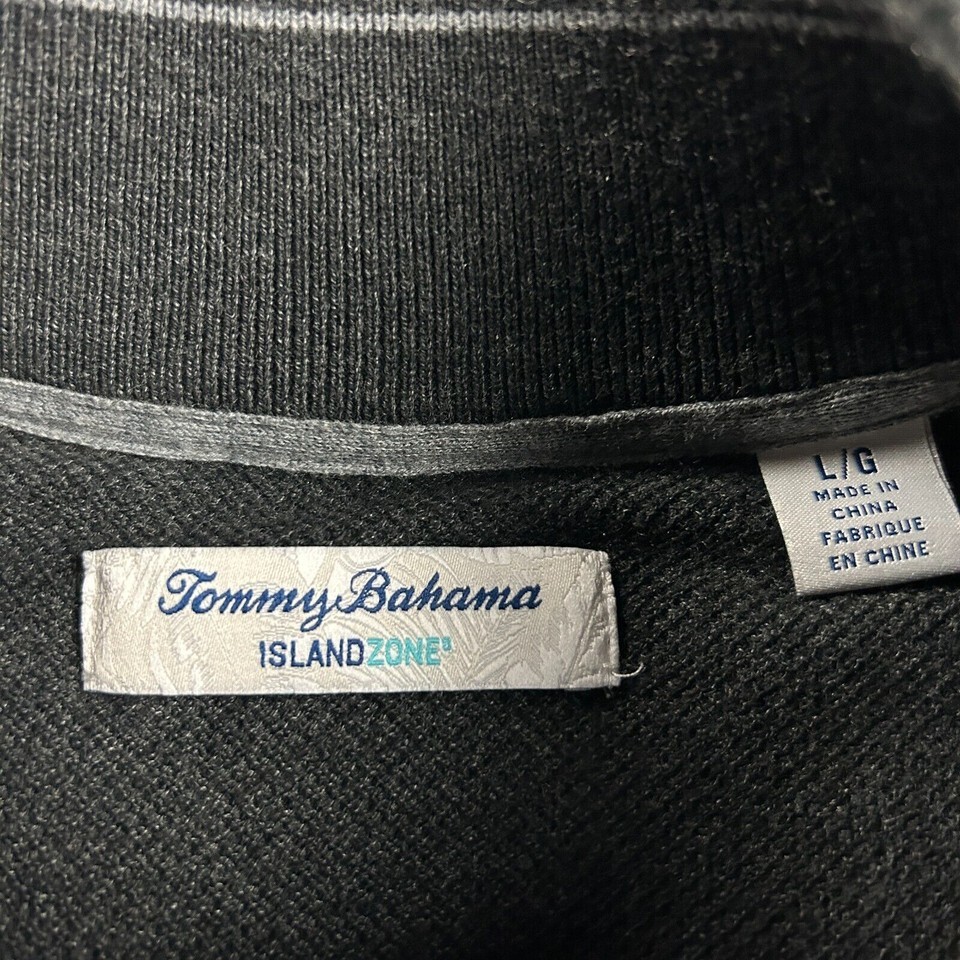 Tommy Bahama
ISLANDZONE®
L/G
MADE IN
CHINA
FABRIQUE
EN CHINE